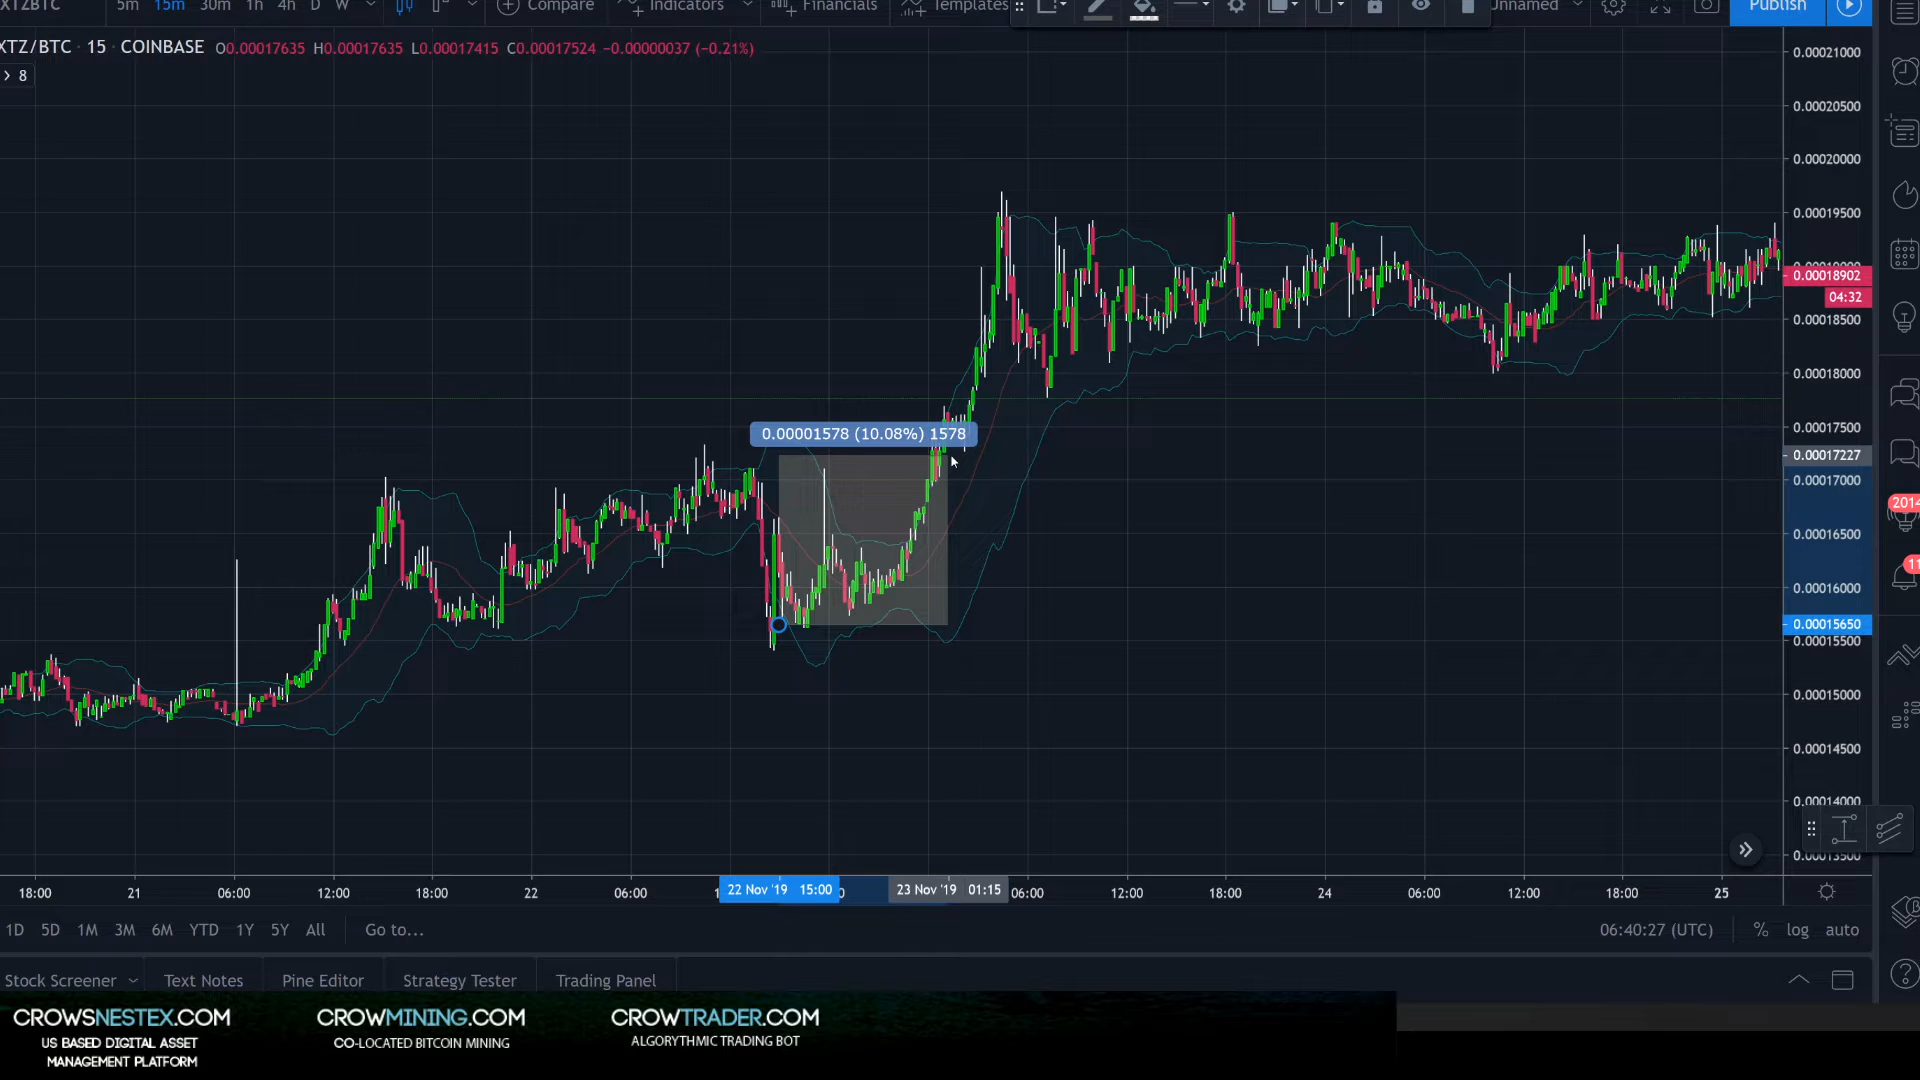 XTZBTC 5m 15m 30m 1h 4h D W Compare Indicators Financials Templates Unnamed Publish
XTZ/BTC · 15 · COINBASE O0.00017635 H0.00017635 L0.00017415 C0.00017524 −0.00000037 (−0.21%)
8
0.00021000
0.00020500
0.00020000
0.00019500
0.00018902
04:32
0.00018500
0.00018000
0.00017500
0.00001578 (10.08%) 1578
0.00017227
0.00017000
2014
0.00016500
11
0.00016000
0.00015650
0.00015500
0.00015000
0.00014500
0.00014000
0.00013500
18:00 21 06:00 12:00 18:00 22 06:00 22 Nov '19 15:00 23 Nov '19 01:15 06:00 12:00 18:00 24 06:00 12:00 18:00 25
1D 5D 1M 3M 6M YTD 1Y 5Y All Go to... 06:40:27 (UTC) % log auto
Stock Screener Text Notes Pine Editor Strategy Tester Trading Panel
CROWSNESTEX.COM CROWMINING.COM CROWTRADER.COM
US BASED DIGITAL ASSET CO-LOCATED BITCOIN MINING ALGORYTHMIC TRADING BOT
MANAGEMENT PLATFORM